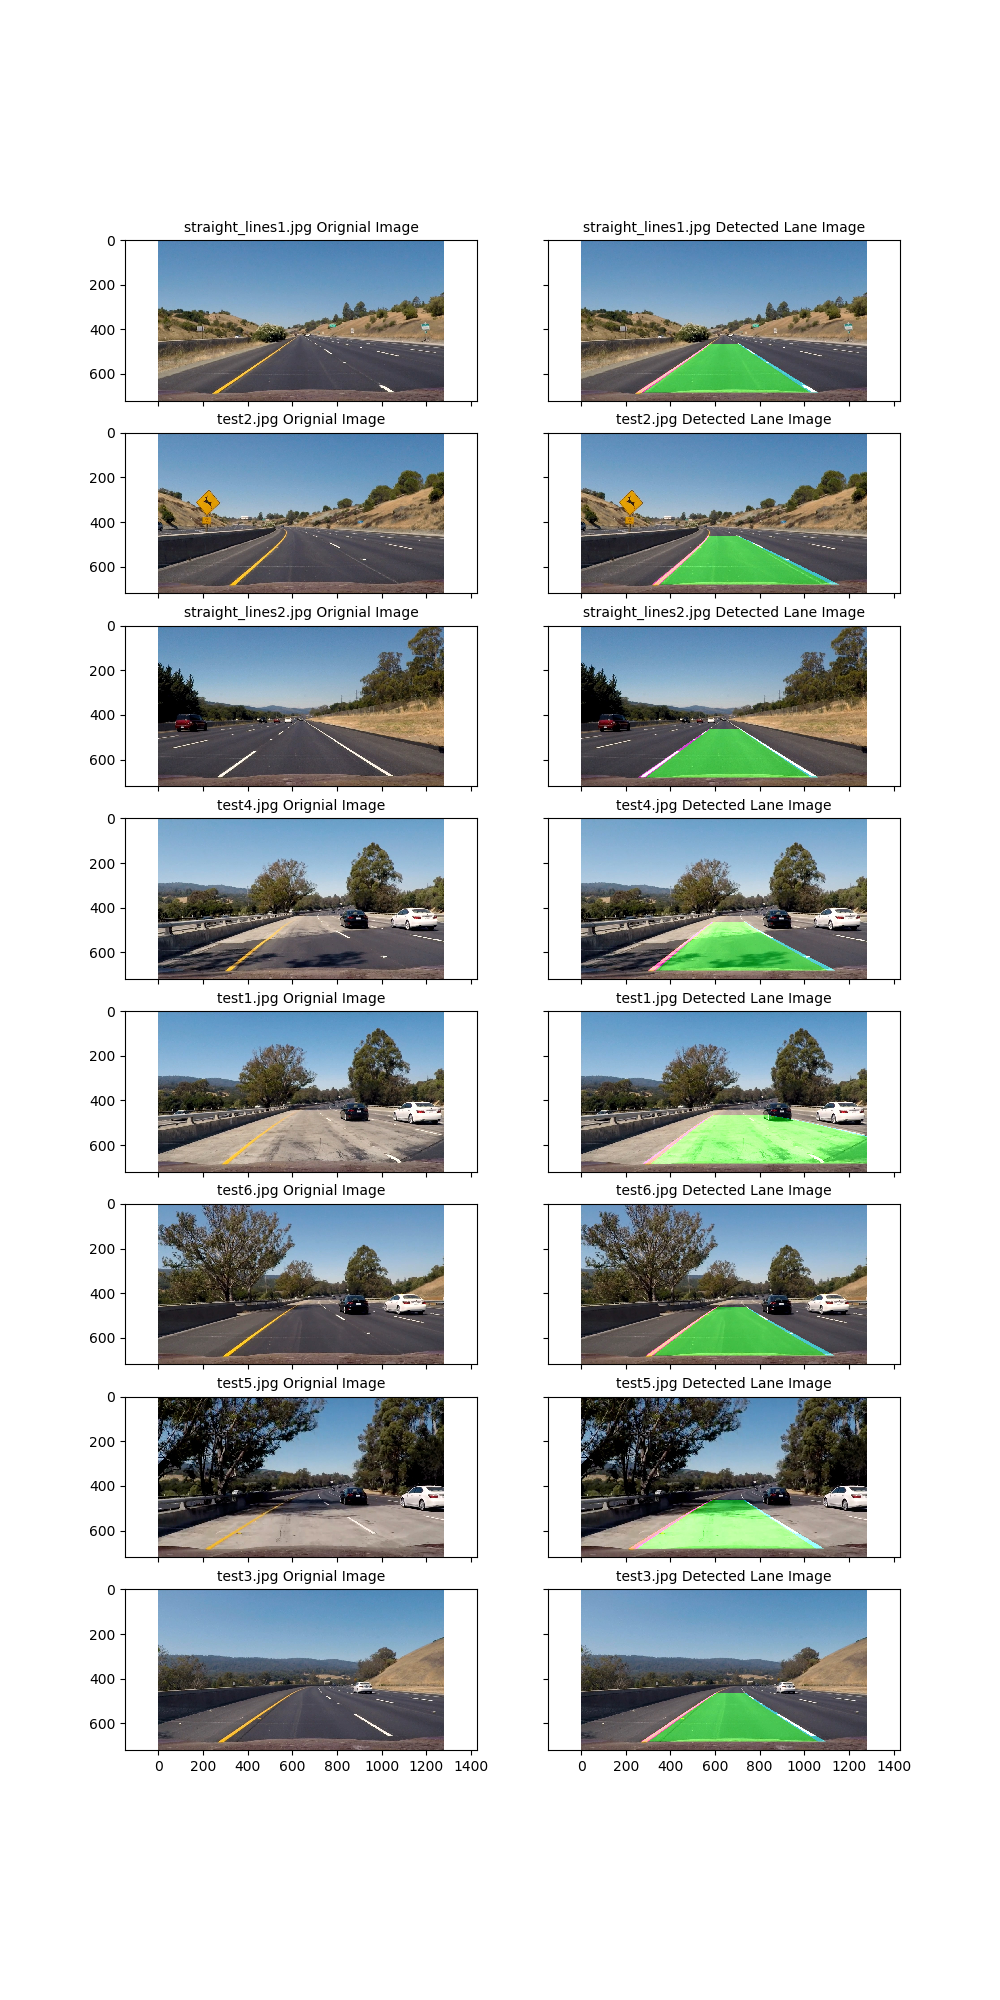 straight_lines1.jpg Orignial Image
straight_lines1.jpg Detected Lane Image
0
200
400
600
test2.jpg Orignial Image
test2.jpg Detected Lane Image
0
200
400
600
straight_lines2.jpg Orignial Image
straight_lines2.jpg Detected Lane Image
0
200
400
600
test4.jpg Orignial Image
test4.jpg Detected Lane Image
0
200
400
600
test1.jpg Orignial Image
test1.jpg Detected Lane Image
0
200
400
600
test6.jpg Orignial Image
test6.jpg Detected Lane Image
0
200
400
600
test5.jpg Orignial Image
test5.jpg Detected Lane Image
0
200
400
600
test3.jpg Orignial Image
test3.jpg Detected Lane Image
0
200
400
600
0 200 400 600 800 1000 1200 1400
0 200 400 600 800 1000 1200 1400